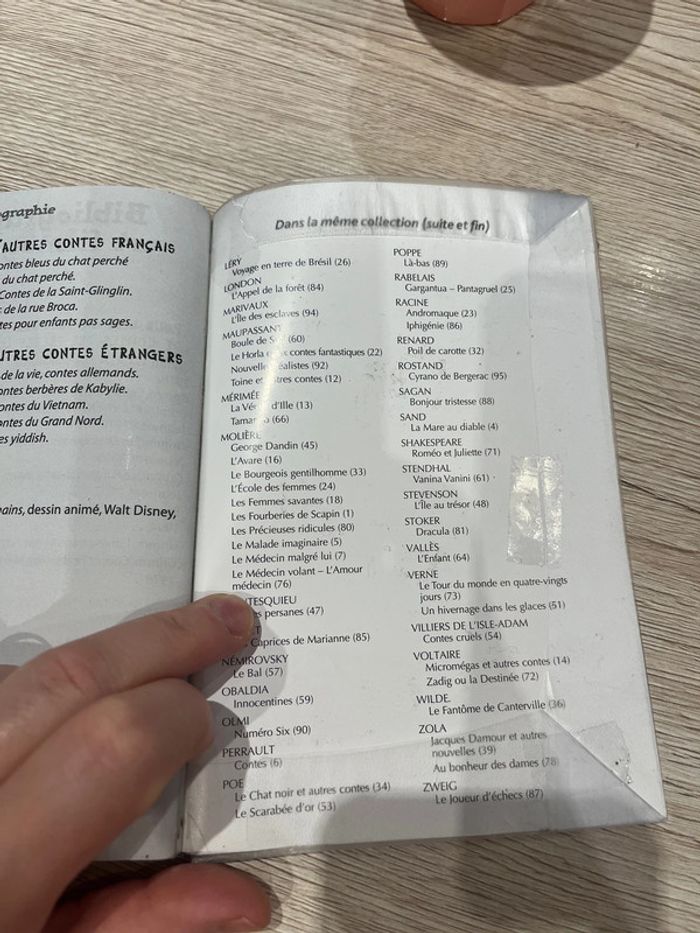 graphie
AUTRES CONTES FRANÇAIS
ontes bleus du chat perché
du chat perché.
Contes de la Saint-Glinglin.
de la rue Broca.
tes pour enfants pas sages.
UTRES CONTES ÉTRANGERS
de la vie, contes allemands.
ontes berbères de Kabylie.
ontes du Vietnam.
ontes du Grand Nord.
es yiddish.
ains, dessin animé, Walt Disney,
Dans la même collection (suite et fin)
LÉRY
Voyage en terre de Brésil (26)
LONDON
L'Appel de la forêt (84)
MARIVAUX
L'Île des esclaves (94)
MAUPASSANT
Boule de (60)
Le Horla contes fantastiques (22)
Nouvelles réalistes (92)
Toine et autres contes (12)
MÉRIMÉE
La d'Ille (13)
(66)
MOLIÈRE
George Dandin (45)
L'Avare (16)
Le Bourgeois gentilhomme (33)
L'École des femmes (24)
Les Femmes savantes (18)
Les Fourberies de Scapin (1)
Les Précieuses ridicules (80)
Le Malade imaginaire (5)
Le Médecin malgré lui (7)
Le Médecin volant – L'Amour
médecin (76)
TESQUIEU
persanes (47)
T
Caprices de Marianne (85)
NÉMIROVSKY
Le Bal (57)
OBALDIA
Innocentines (59)
OLMI
Numéro Six (90)
PERRAULT
Contes (6)
POE
Le Chat noir et autres contes (34)
Le Scarabée d'or (53)
POPPE
Là-bas (89)
RABELAIS
Gargantua – Pantagruel (25)
RACINE
Andromaque (23)
Iphigénie (86)
RENARD
Poil de carotte (32)
ROSTAND
Cyrano de Bergerac (95)
SAGAN
Bonjour tristesse (88)
SAND
La Mare au diable (4)
SHAKESPEARE
Roméo et Juliette (71)
STENDHAL
Vanina Vanini (61)
STEVENSON
L'Île au trésor (48)
STOKER
Dracula (81)
VALLÈS
L'Enfant (64)
VERNE
Le Tour du monde en quatre-vingts
jours (73)
Un hivernage dans les glaces (51)
VILLIERS DE L'ISLE-ADAM
Contes cruels (54)
VOLTAIRE
Micromégas et autres contes (14)
Zadig ou la Destinée (72)
WILDE
Le Fantôme de Canterville (36)
ZOLA
Jacques Damour et autres
nouvelles (39)
Au bonheur des dames (78)
ZWEIG
Le Joueur d'échecs (87)